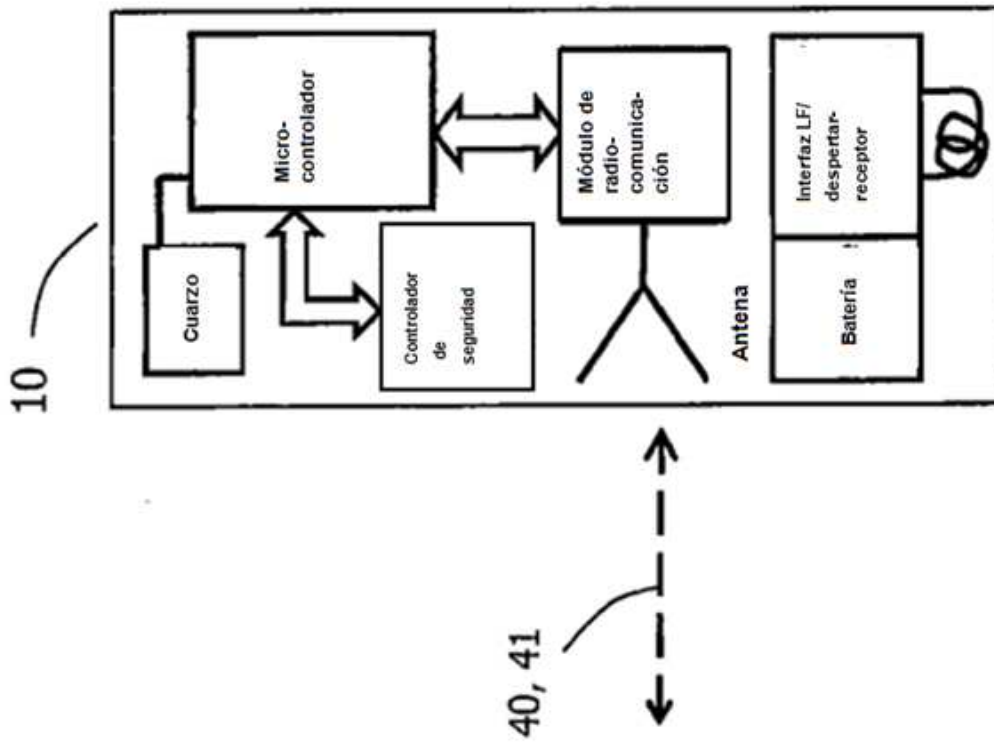 10
Cuarzo
Micro-
controlador
Controlador
de
seguridad
Módulo de
radio-
comunica-
ción
Antena
Batería
Interfaz LF/
despertar-
receptor
40, 41